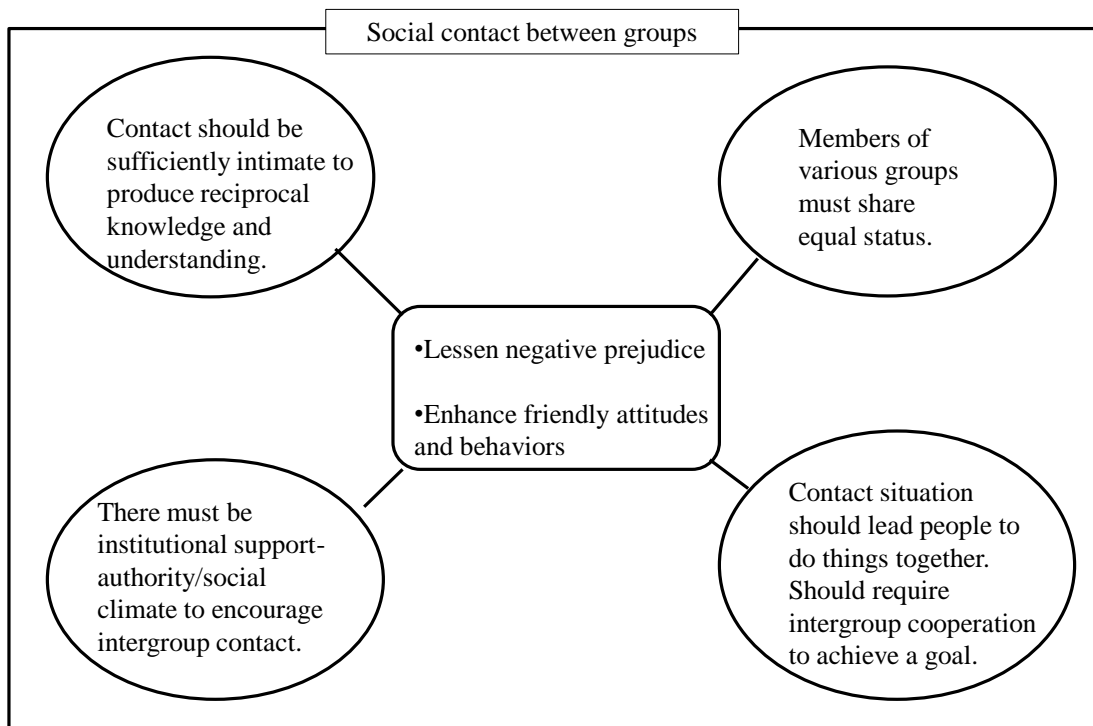 Social contact between groups
Contact should be
sufficiently intimate to
produce reciprocal
knowledge and
understanding.
Members of
various groups
must share
equal status.
•Lessen negative prejudice
•Enhance friendly attitudes
and behaviors
There must be
institutional support-
authority/social
climate to encourage
intergroup contact.
Contact situation
should lead people to
do things together.
Should require
intergroup cooperation
to achieve a goal.